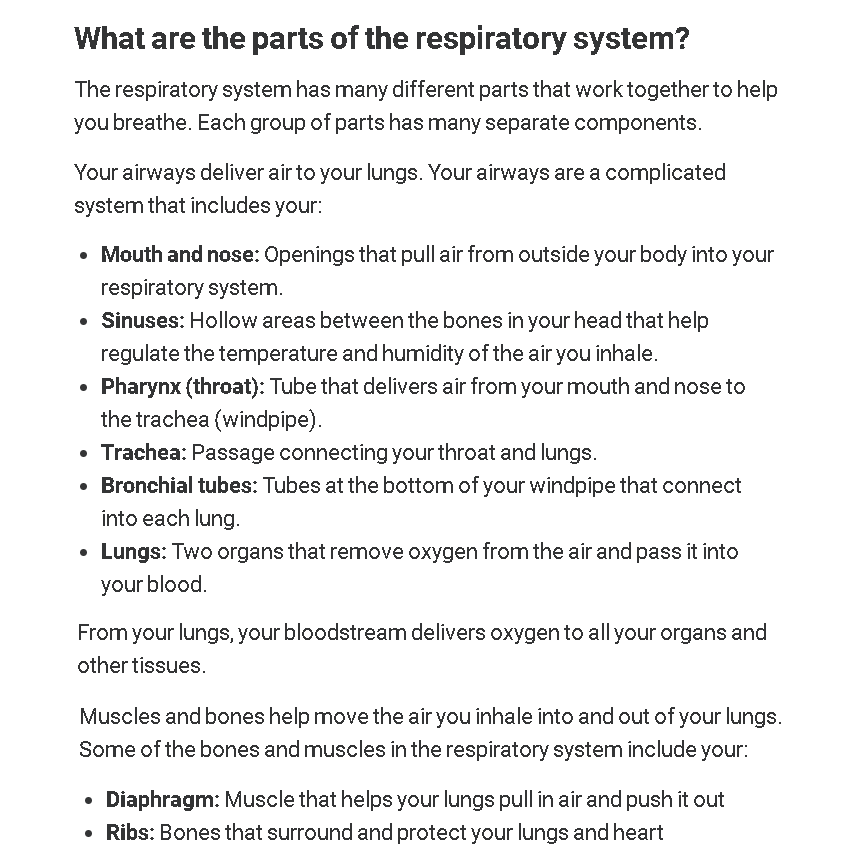 What are the parts of the respiratory system?
The respiratory system has many different parts that work together to help
you breathe. Each group of parts has many separate components.
Your airways deliver air to your lungs. Your airways are a complicated
system that includes your:
• Mouth and nose: Openings that pull air from outside your body into your
respiratory system.
• Sinuses: Hollow areas between the bones in your head that help
regulate the temperature and humidity of the air you inhale.
• Pharynx (throat): Tube that delivers air from your mouth and nose to
the trachea (windpipe).
• Trachea: Passage connecting your throat and lungs.
• Bronchial tubes: Tubes at the bottom of your windpipe that connect
into each lung.
• Lungs: Two organs that remove oxygen from the air and pass it into
your blood.
From your lungs, your bloodstream delivers oxygen to all your organs and
other tissues.
Muscles and bones help move the air you inhale into and out of your lungs.
Some of the bones and muscles in the respiratory system include your:
• Diaphragm: Muscle that helps your lungs pull in air and push it out
• Ribs: Bones that surround and protect your lungs and heart